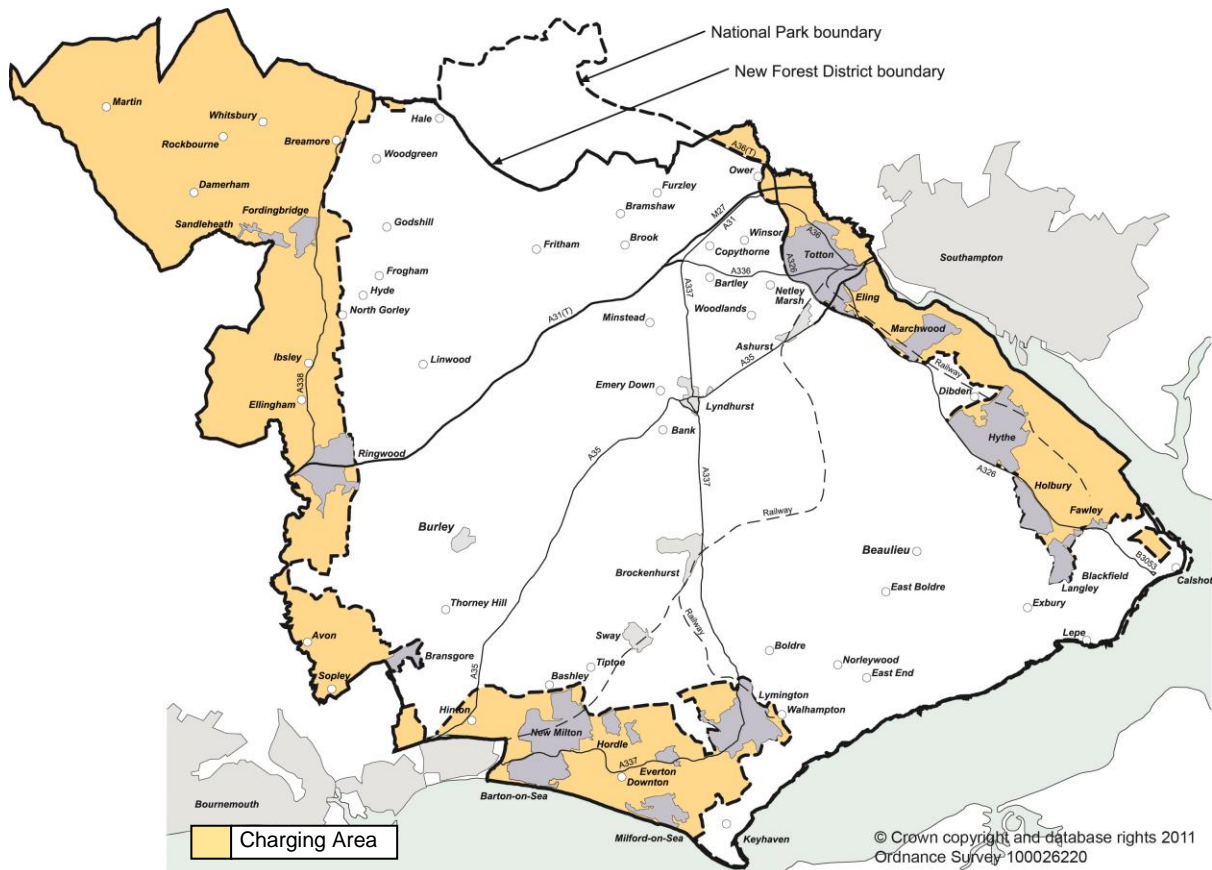 National Park boundary
New Forest District boundary
Martin
Whitsbury
Rockbourne
Breamore
Hale
Woodgreen
A36(T)
Ower
Damerham
Furzley
Bramshaw
Sandleheath
Fordingbridge
Godshill
M27
A31
Winsor
A36
Fritham
Brook
Copythorne
Totton
Southampton
Frogham
A337
A336
Bartley
A326
Netley
Marsh
Eling
Hyde
North Gorley
A31(T)
Minstead
Woodlands
Marchwood
Ashurst
Ibsley
Linwood
A35
Railway
A338
Emery Down
Dibden
Ellingham
Lyndhurst
Bank
Hythe
Ringwood
A35
A337
A326
Holbury
Railway
Fawley
Burley
Beaulieu
B3053
Brockenhurst
Blackfield
Calshot
Langley
East Boldre
Thorney Hill
Exbury
Railway
Avon
Sway
Lepe
Bransgore
Boldre
Tiptoe
Norleywood
Sopley
A35
Bashley
East End
Lymington
Hinton
Walhampton
New Milton
Hordle
A337
Everton
Downton
Barton-on-Sea
Bournemouth
Milford-on-Sea
Keyhaven
Charging Area
© Crown copyright and database rights 2011
Ordnance Survey 100026220